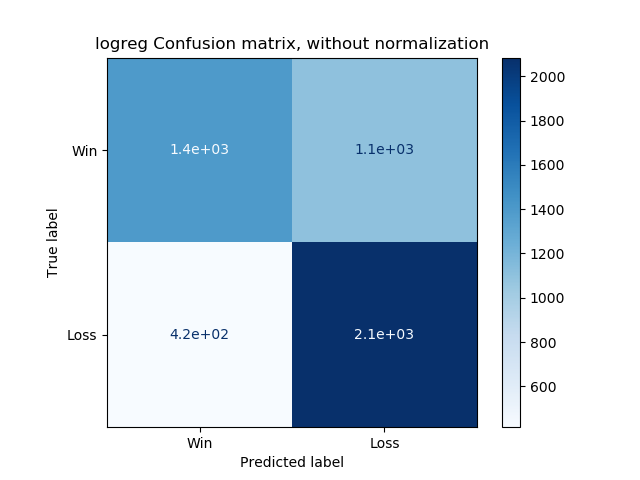 logreg Confusion matrix, without normalization
Win
1.4e+03
1.1e+03
Loss
4.2e+02
2.1e+03
Win
Loss
True label
Predicted label
2000
1800
1600
1400
1200
1000
800
600